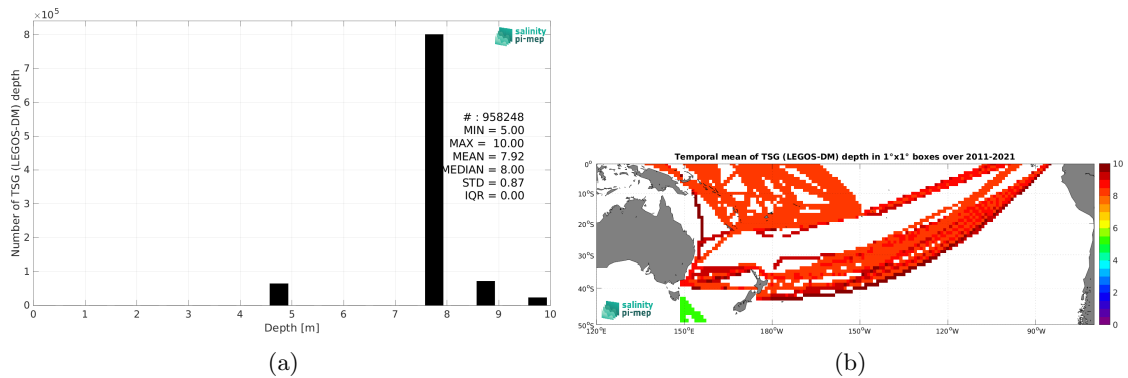 ×10⁵
8
7
6
5
4
3
2
1
0
Number of TSG (LEGOS-DM) depth
salinity
pi-mep
# : 958248
MIN = 5.00
MAX = 10.00
MEAN = 7.92
MEDIAN = 8.00
STD = 0.87
IQR = 0.00
0 1 2 3 4 5 6 7 8 9 10
Depth [m]
(a)
Temporal mean of TSG (LEGOS-DM) depth in 1°x1° boxes over 2011-2021
0°
10°S
20°S
30°S
40°S
50°S
120°E 150°E 180°W 150°W 120°W 90°W
salinity
pi-mep
10
8
6
4
2
0
(b)